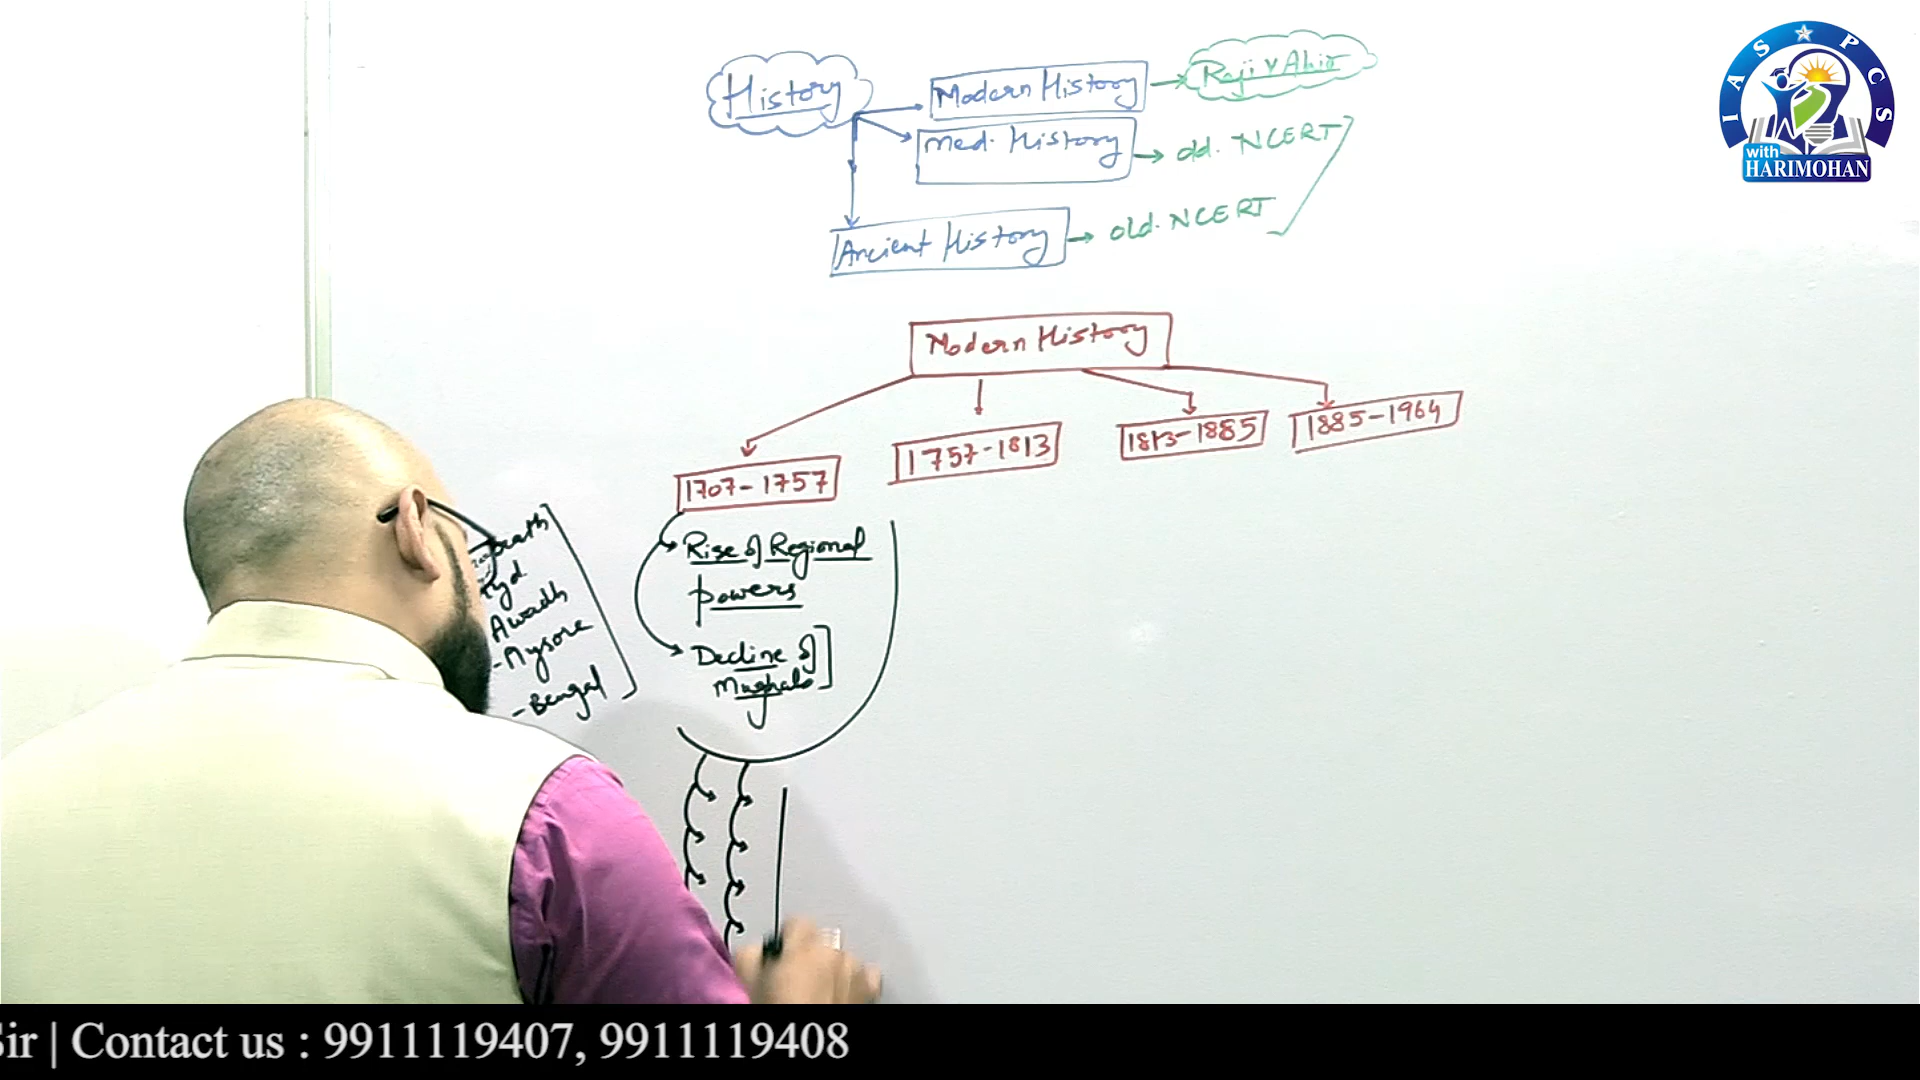 History
Modern History
Rajiv Ahir
Med. History
old. NCERT
Ancient History
old. NCERT
Modern History
1707-1757
1757-1813
1813-1885
1885-1964
Rise of Regional
powers
Decline of
Mughals
Hyd
Awadh
-Mysore
-Bengal
IAS ★ PCS
with
HARIMOHAN
Sir | Contact us : 9911119407, 9911119408